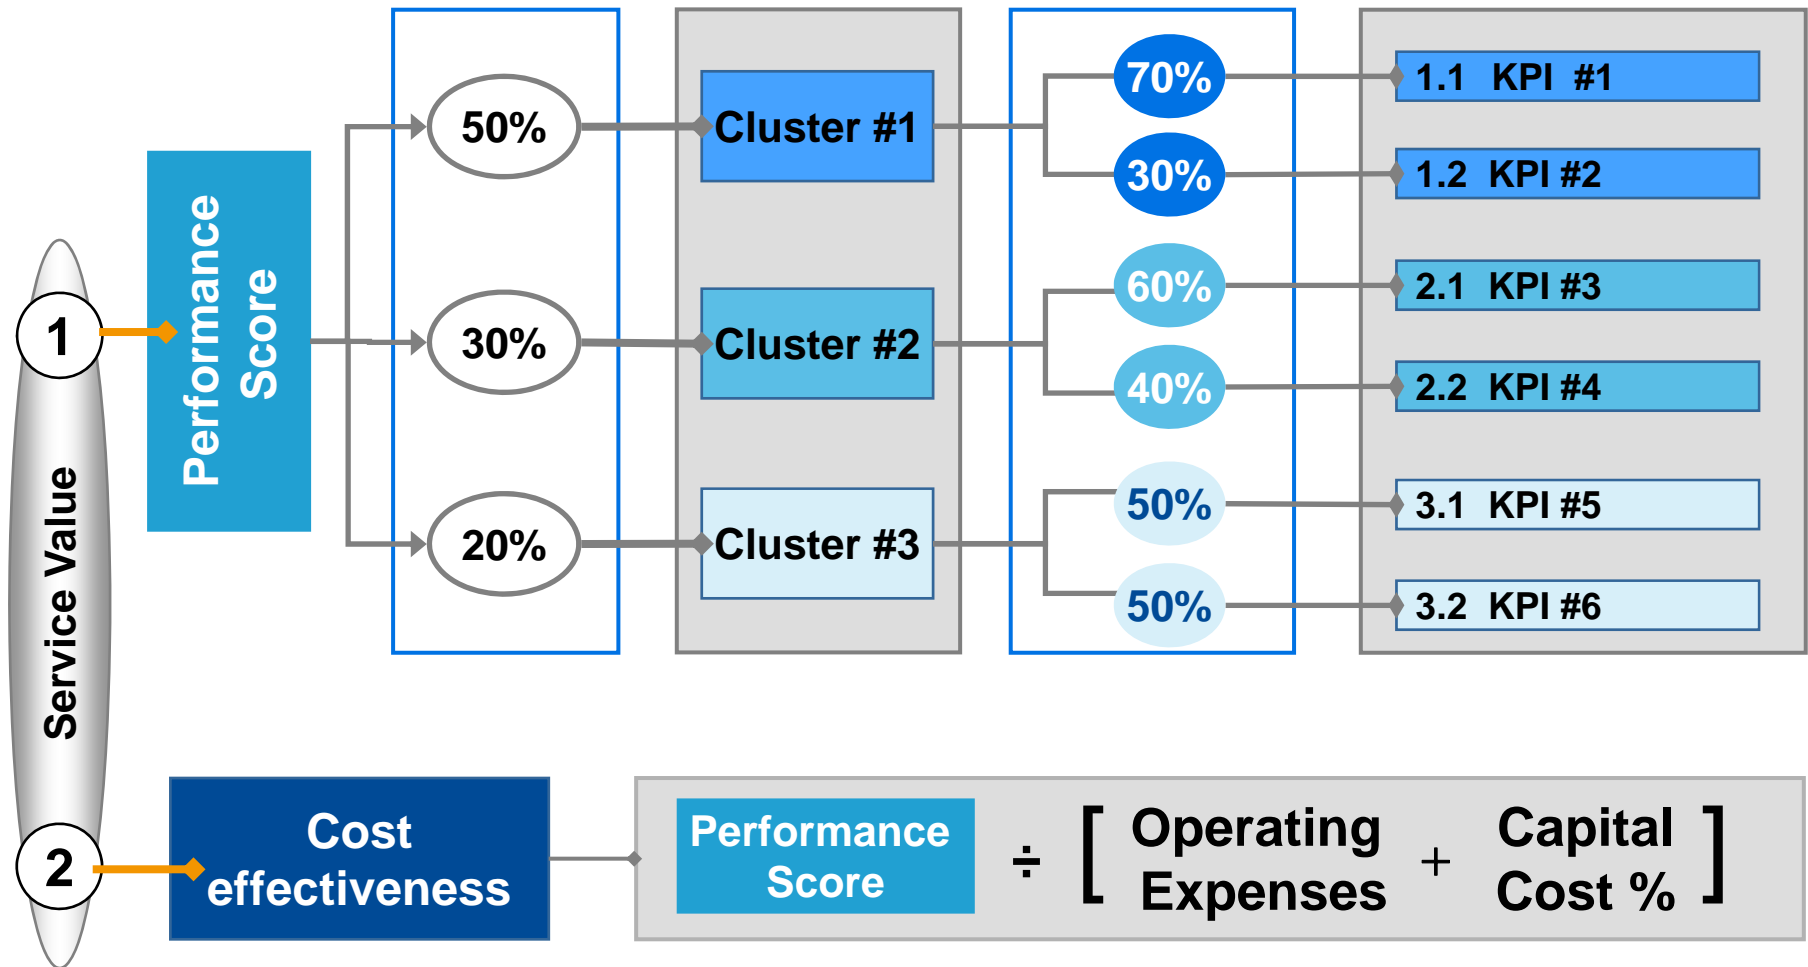 Service Value
1
Performance
Score
50%
30%
20%
Cluster #1
Cluster #2
Cluster #3
70%
30%
60%
40%
50%
50%
1.1 KPI #1
1.2 KPI #2
2.1 KPI #3
2.2 KPI #4
3.1 KPI #5
3.2 KPI #6
2
Cost
effectiveness
Performance
Score
÷
[
Operating
Expenses
+
Capital
Cost %
]